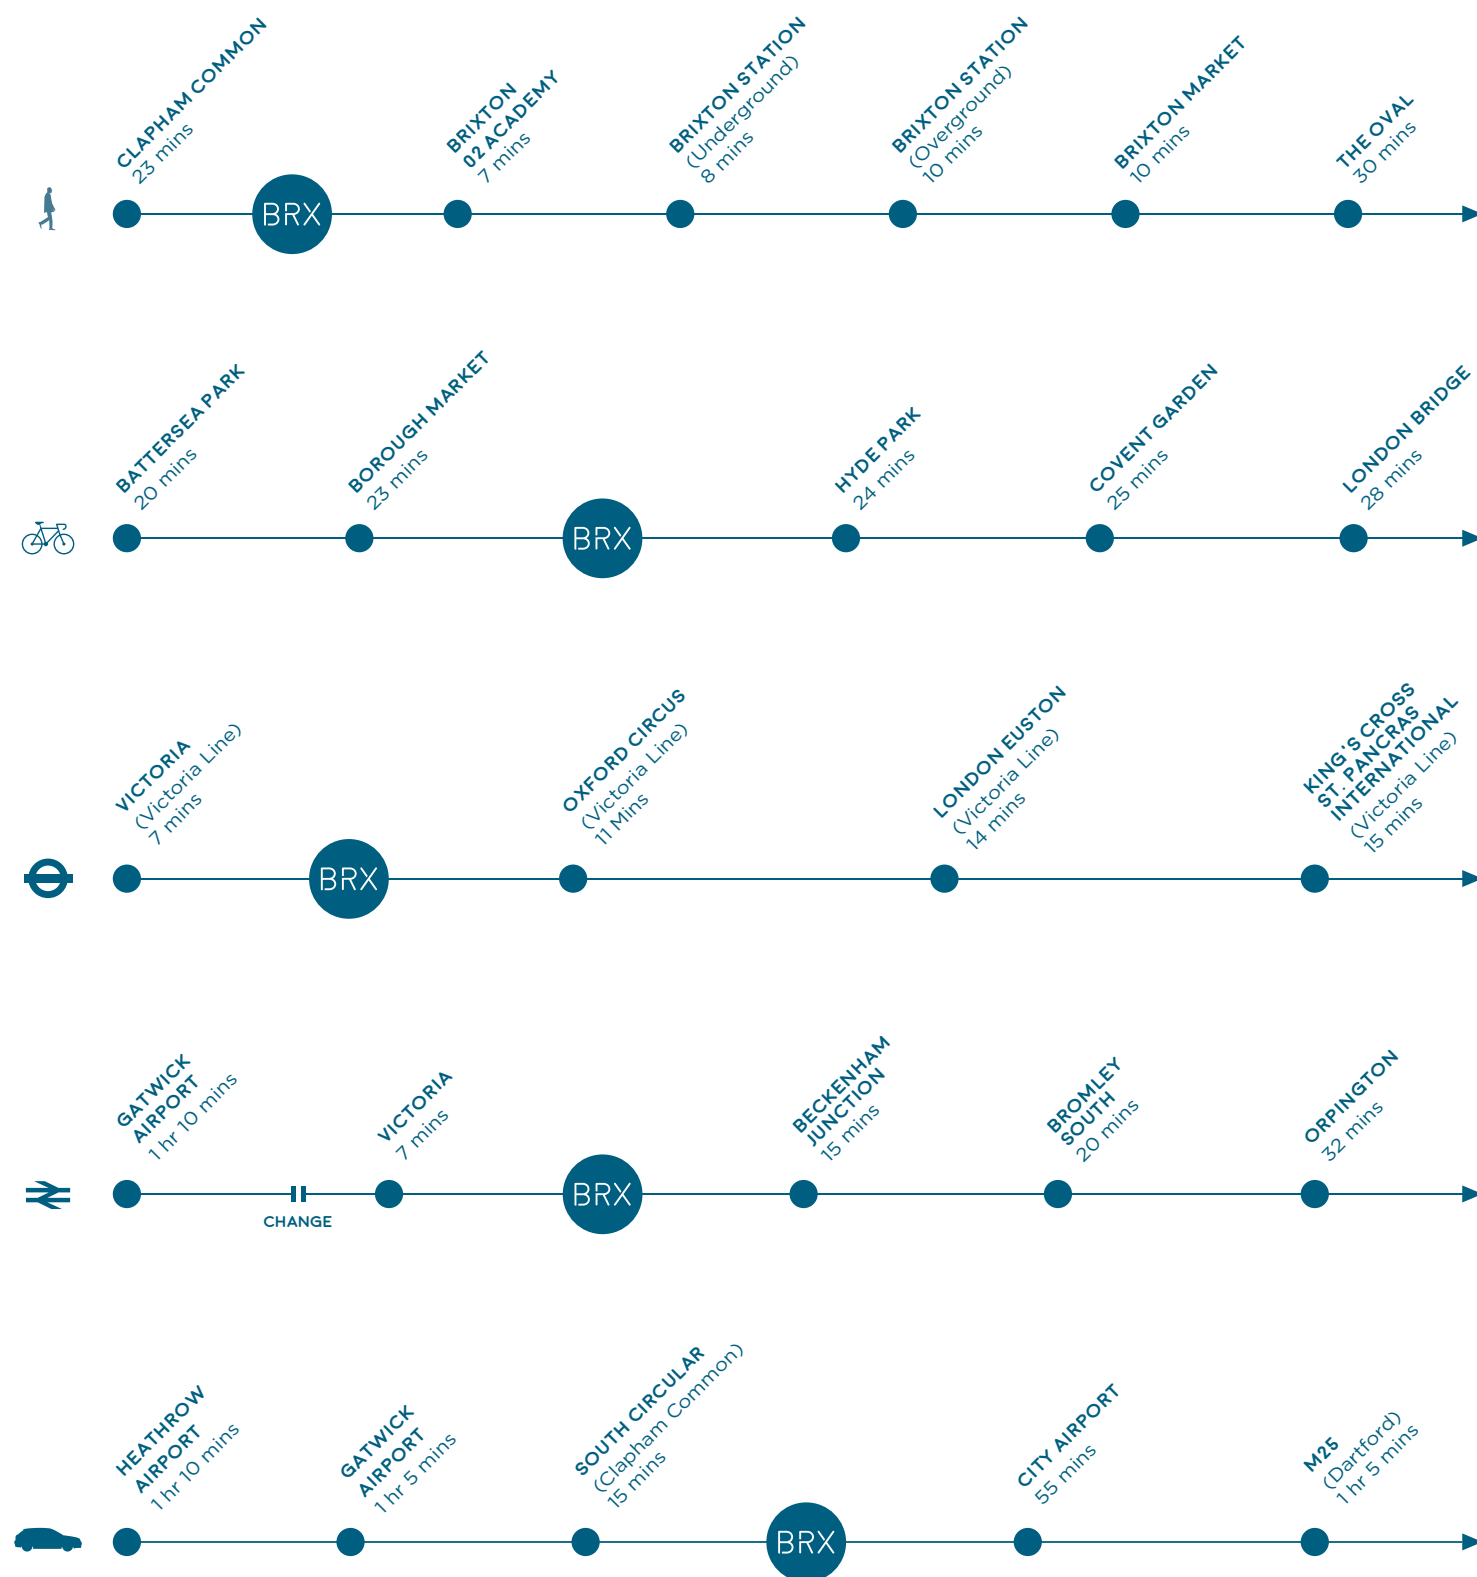 CLAPHAM COMMON
23 mins
BRX
BRIXTON
02 ACADEMY
7 mins
BRIXTON STATION
(Underground)
8 mins
BRIXTON STATION
(Overground)
10 mins
BRIXTON MARKET
10 mins
THE OVAL
30 mins
BATTERSEA PARK
20 mins
BOROUGH MARKET
23 mins
BRX
HYDE PARK
24 mins
COVENT GARDEN
25 mins
LONDON BRIDGE
28 mins
VICTORIA
(Victoria Line)
7 mins
BRX
OXFORD CIRCUS
(Victoria Line)
11 Mins
LONDON EUSTON
(Victoria Line)
14 mins
KING'S CROSS
ST. PANCRAS
INTERNATIONAL
(Victoria Line)
15 mins
GATWICK
AIRPORT
1 hr 10 mins
CHANGE
VICTORIA
7 mins
BRX
BECKENHAM
JUNCTION
15 mins
BROMLEY
SOUTH
20 mins
ORPINGTON
32 mins
HEATHROW
AIRPORT
1 hr 10 mins
GATWICK
AIRPORT
1 hr 5 mins
SOUTH CIRCULAR
(Clapham Common)
15 mins
BRX
CITY AIRPORT
55 mins
M25
(Dartford)
1 hr 5 mins